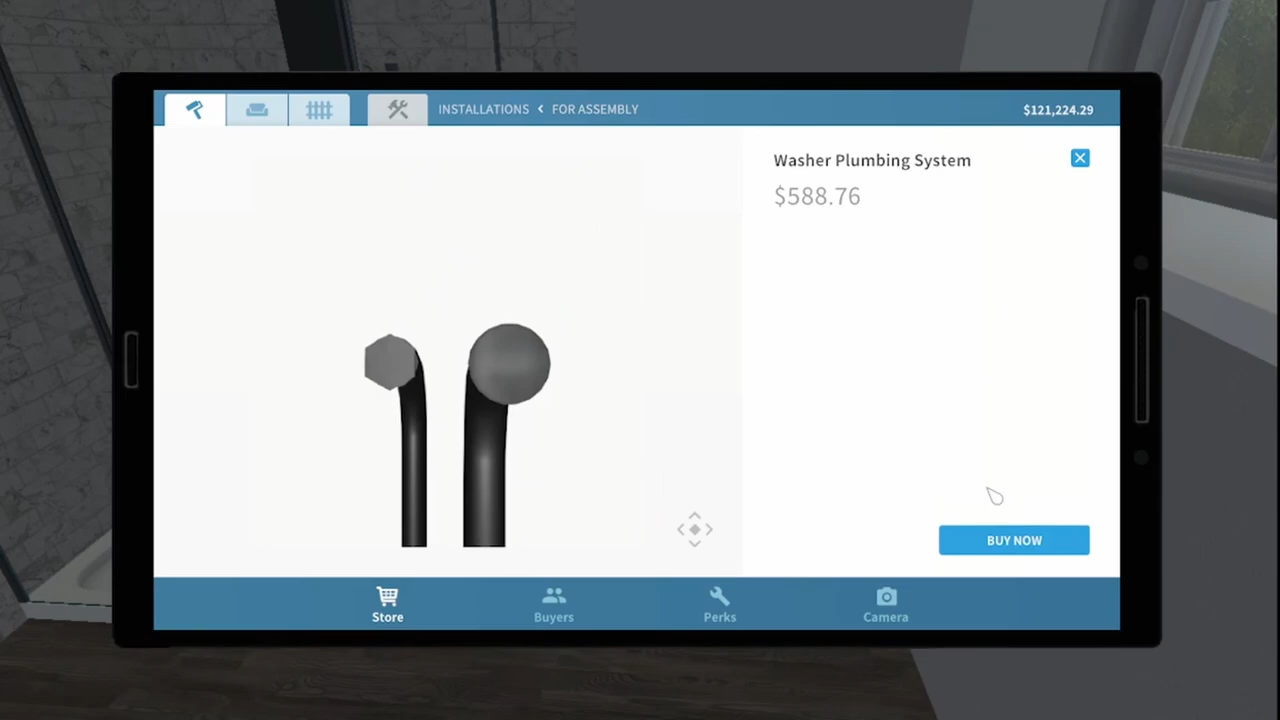 INSTALLATIONS < FOR ASSEMBLY
$121,224.29
Washer Plumbing System
$588.76
BUY NOW
Store
Buyers
Perks
Camera